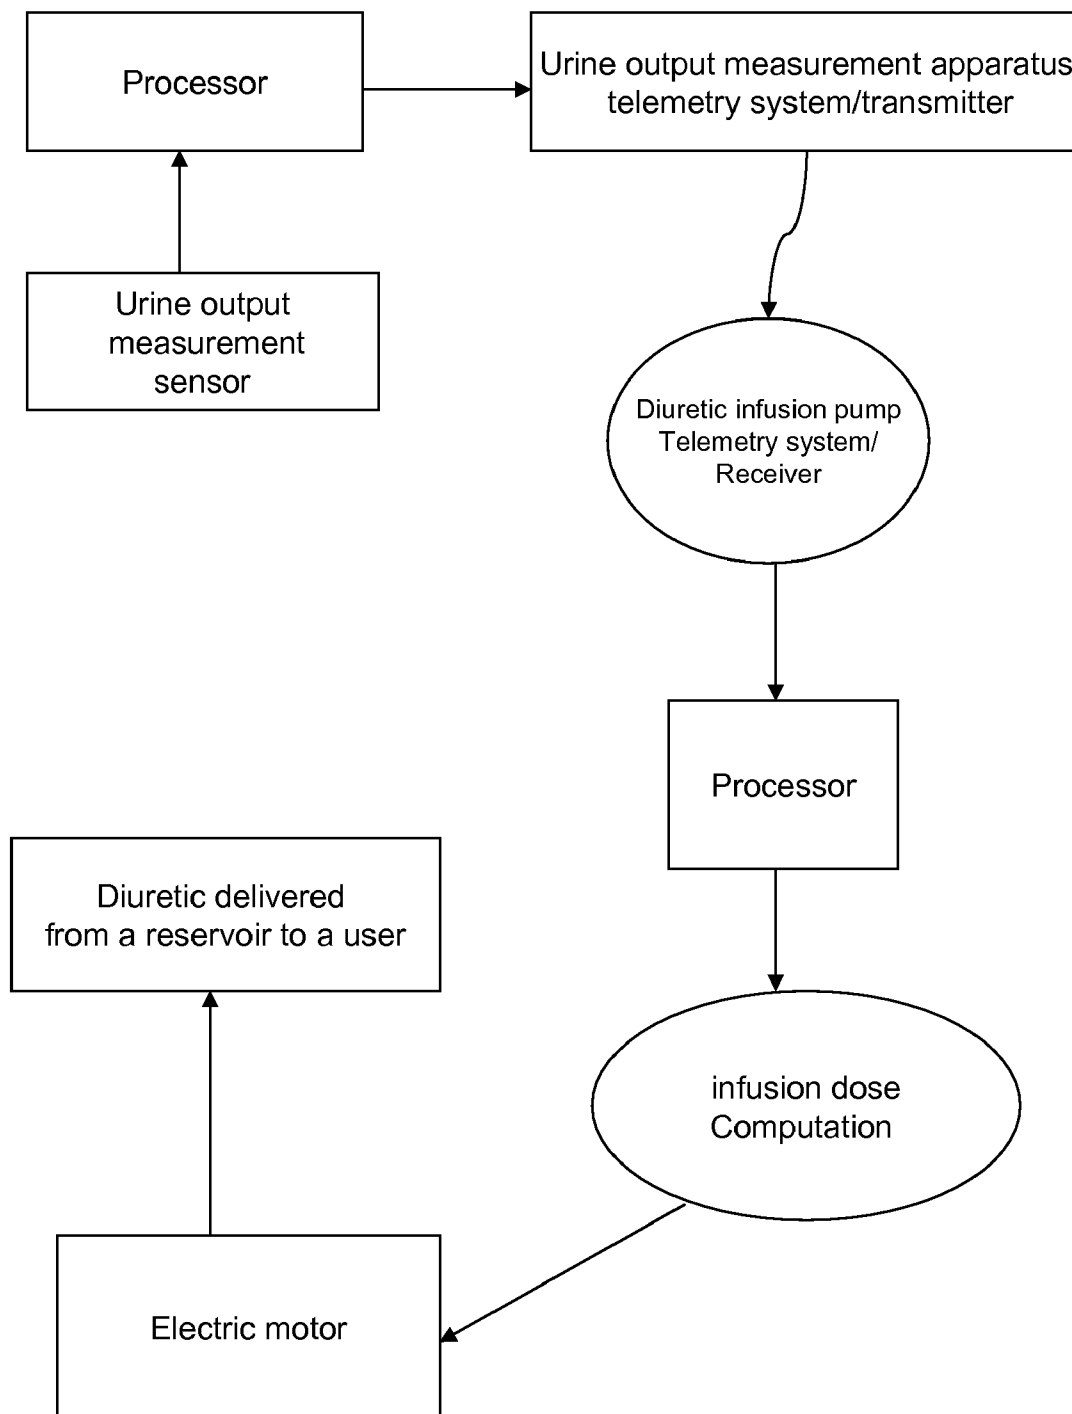 Processor
Urine output measurement apparatus
telemetry system/transmitter
Urine output
measurement
sensor
Diuretic infusion pump
Telemetry system/
Receiver
Processor
Diuretic delivered
from a reservoir to a user
infusion dose
Computation
Electric motor